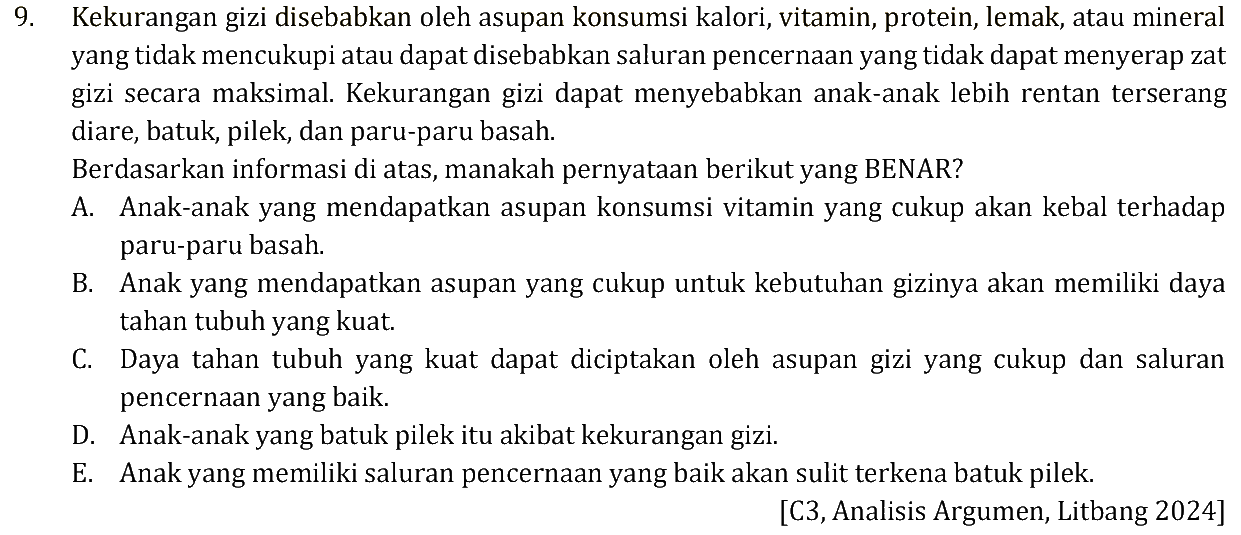 9. Kekurangan gizi disebabkan oleh asupan konsumsi kalori, vitamin, protein, lemak, atau mineral
yang tidak mencukupi atau dapat disebabkan saluran pencernaan yang tidak dapat menyerap zat
gizi secara maksimal. Kekurangan gizi dapat menyebabkan anak-anak lebih rentan terserang
diare, batuk, pilek, dan paru-paru basah.
Berdasarkan informasi di atas, manakah pernyataan berikut yang BENAR?
A. Anak-anak yang mendapatkan asupan konsumsi vitamin yang cukup akan kebal terhadap
paru-paru basah.
B. Anak yang mendapatkan asupan yang cukup untuk kebutuhan gizinya akan memiliki daya
tahan tubuh yang kuat.
C. Daya tahan tubuh yang kuat dapat diciptakan oleh asupan gizi yang cukup dan saluran
pencernaan yang baik.
D. Anak-anak yang batuk pilek itu akibat kekurangan gizi.
E. Anak yang memiliki saluran pencernaan yang baik akan sulit terkena batuk pilek.
[C3, Analisis Argumen, Litbang 2024]